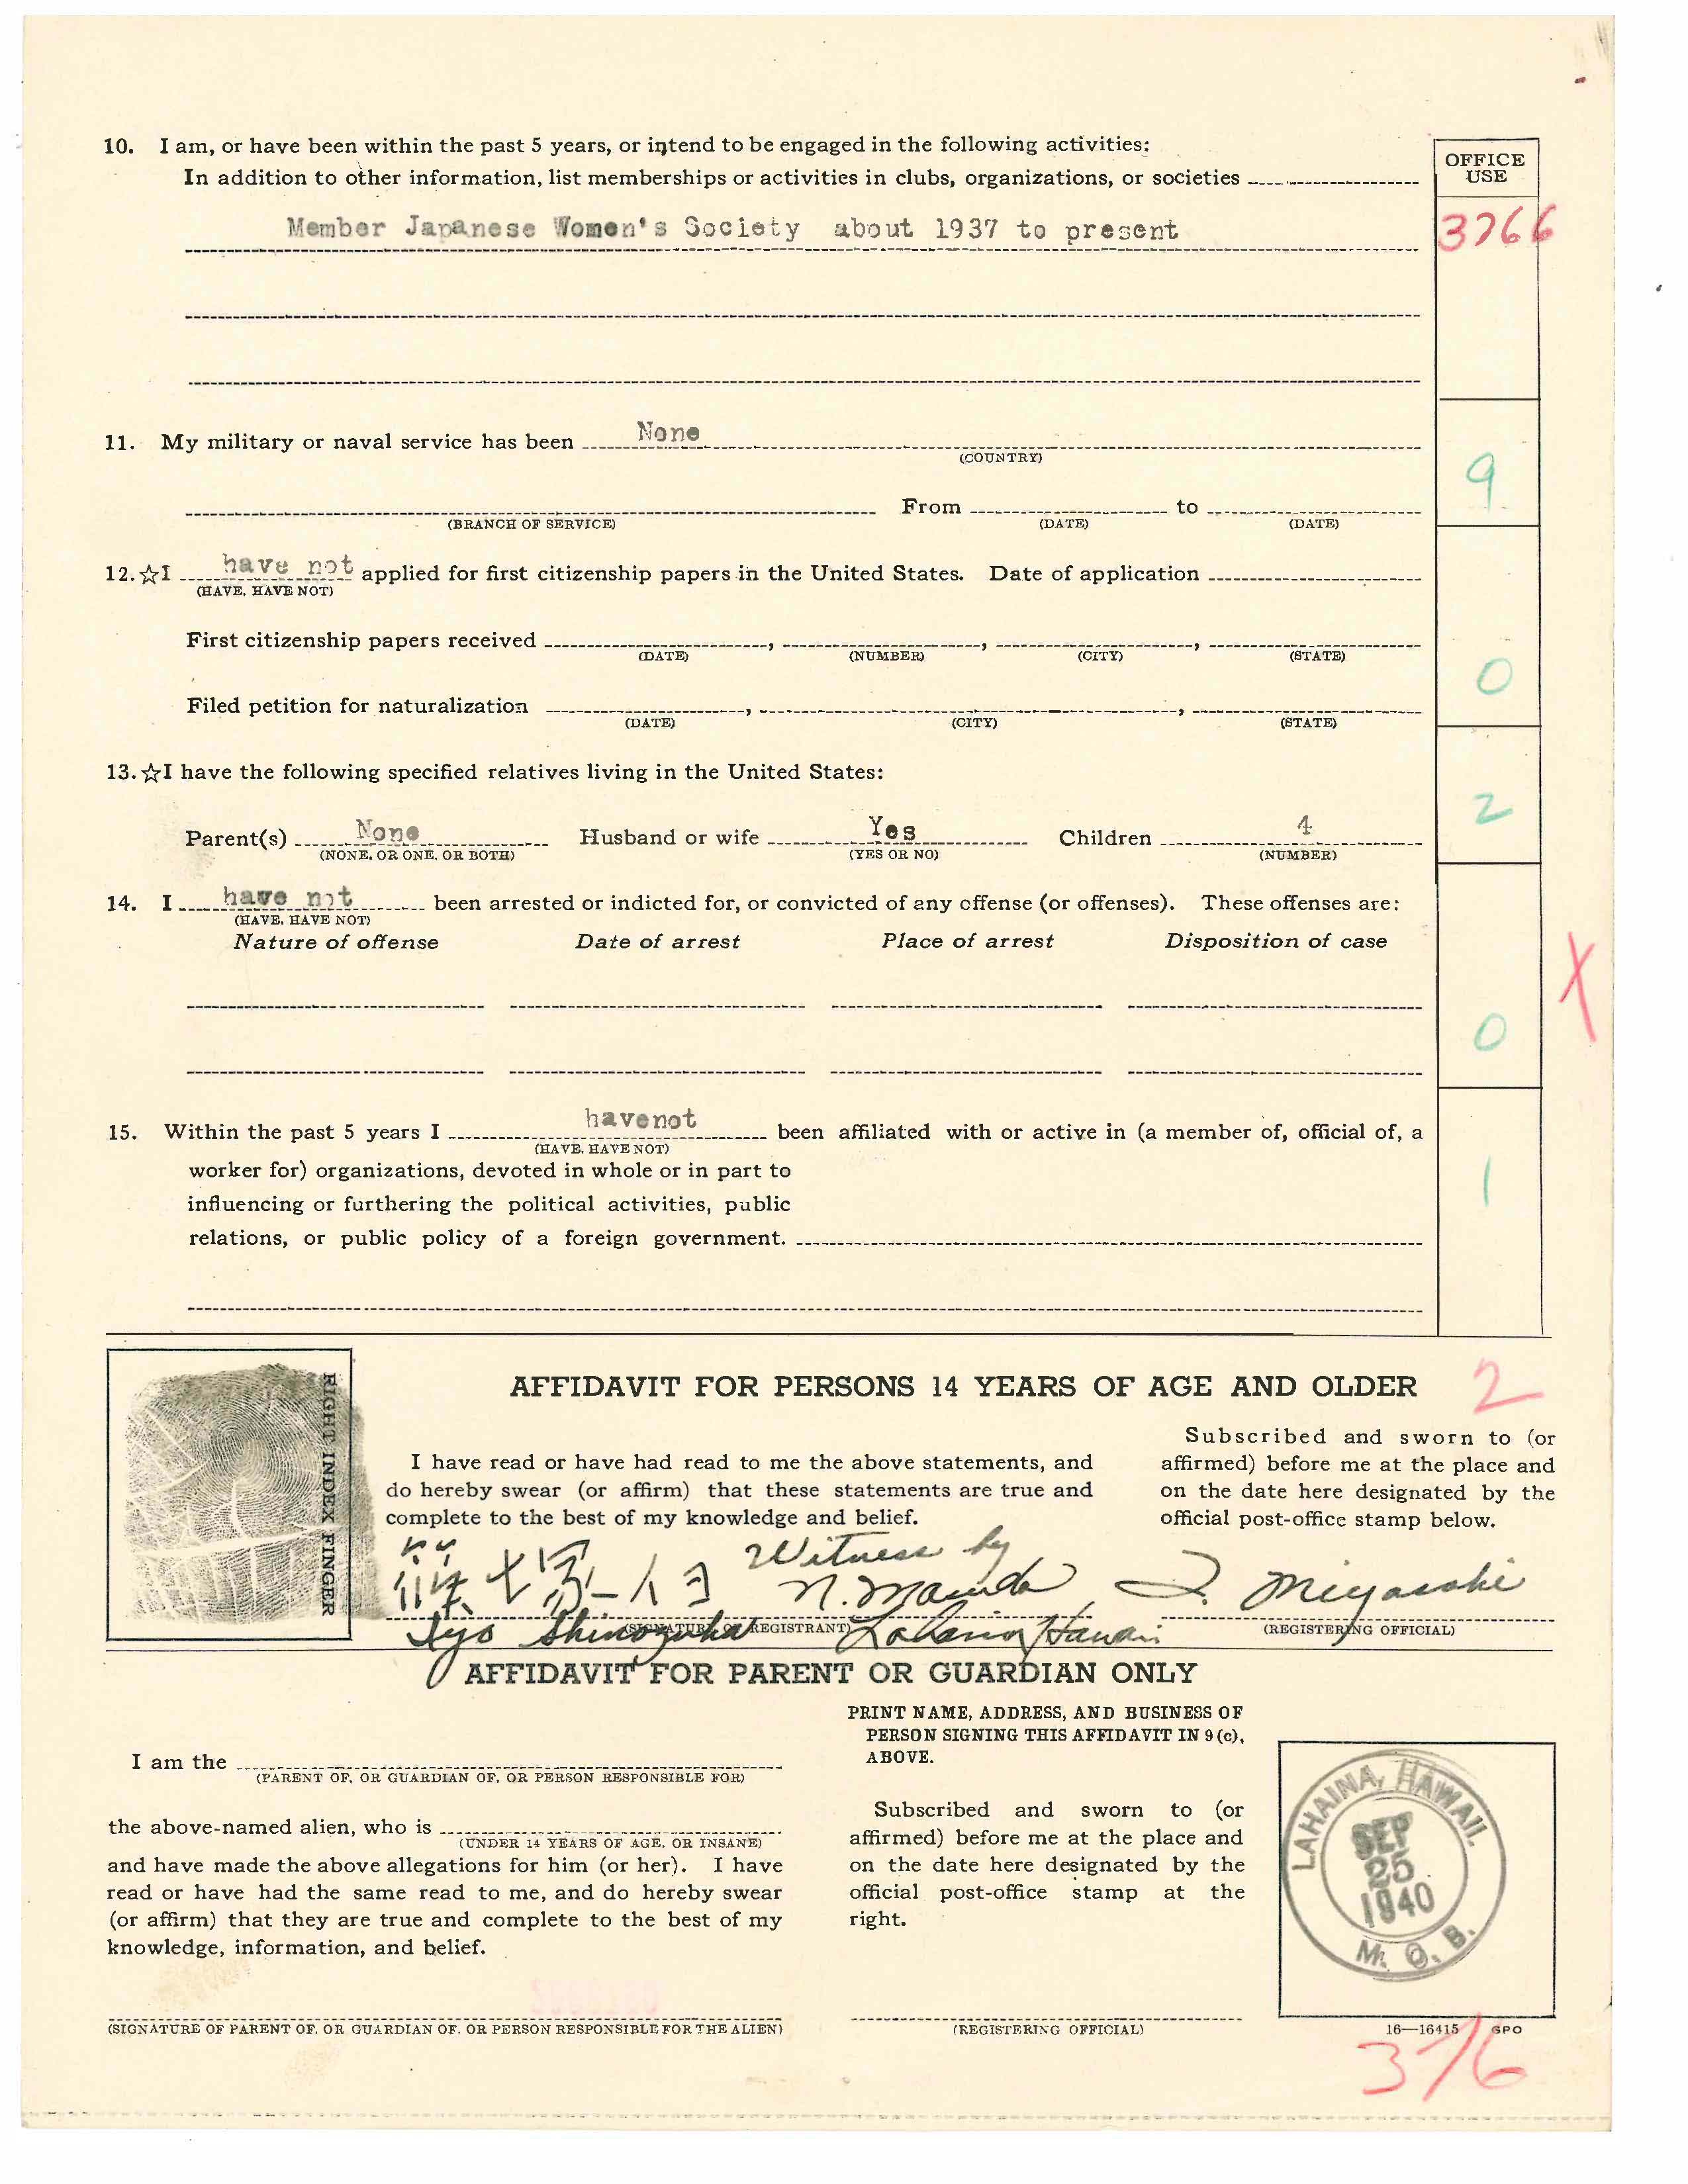 10. I am, or have been within the past 5 years, or intend to be engaged in the following activities:
In addition to other information, list memberships or activities in clubs, organizations, or societies
Member Japanese Women's Society about 1937 to present
OFFICE
USE
3766
11. My military or naval service has been None
(COUNTRY)
9
From to
(BRANCH OF SERVICE) (DATE) (DATE)
12. ☆I have not applied for first citizenship papers in the United States. Date of application
(HAVE, HAVE NOT)
First citizenship papers received , , ,
(DATE) (NUMBER) (CITY) (STATE)
0
Filed petition for naturalization , ,
(DATE) (CITY) (STATE)
13. ☆I have the following specified relatives living in the United States:
2
Parent(s) None Husband or wife Yes Children 4
(NONE, OR ONE, OR BOTH) (YES OR NO) (NUMBER)
14. I have not been arrested or indicted for, or convicted of any offense (or offenses). These offenses are:
(HAVE, HAVE NOT)
Nature of offense Date of arrest Place of arrest Disposition of case
X
0
15. Within the past 5 years I have not been affiliated with or active in (a member of, official of, a
(HAVE, HAVE NOT)
worker for) organizations, devoted in whole or in part to
influencing or furthering the political activities, public
relations, or public policy of a foreign government.
1
RIGHT INDEX FINGER
AFFIDAVIT FOR PERSONS 14 YEARS OF AGE AND OLDER
2
I have read or have had read to me the above statements, and
do hereby swear (or affirm) that these statements are true and
complete to the best of my knowledge and belief.
Subscribed and sworn to (or
affirmed) before me at the place and
on the date here designated by the
official post-office stamp below.
Witness by
Shinozuka
Lahaina, Hawaii
Miyasaki
(SIGNATURE OF REGISTRANT)
(REGISTERING OFFICIAL)
AFFIDAVIT FOR PARENT OR GUARDIAN ONLY
I am the
(PARENT OF, OR GUARDIAN OF, OR PERSON RESPONSIBLE FOR)
the above-named alien, who is
(UNDER 14 YEARS OF AGE, OR INSANE)
and have made the above allegations for him (or her). I have
read or have had the same read to me, and do hereby swear
(or affirm) that they are true and complete to the best of my
knowledge, information, and belief.
(SIGNATURE OF PARENT OF, OR GUARDIAN OF, OR PERSON RESPONSIBLE FOR THE ALIEN)
PRINT NAME, ADDRESS, AND BUSINESS OF
PERSON SIGNING THIS AFFIDAVIT IN 9 (c),
ABOVE.
Subscribed and sworn to (or
affirmed) before me at the place and
on the date here designated by the
official post-office stamp at the
right.
(REGISTERING OFFICIAL)
LAHAINA, HAWAII.
SEP
25
1940
M. O. B.
16—16415 GPO
376